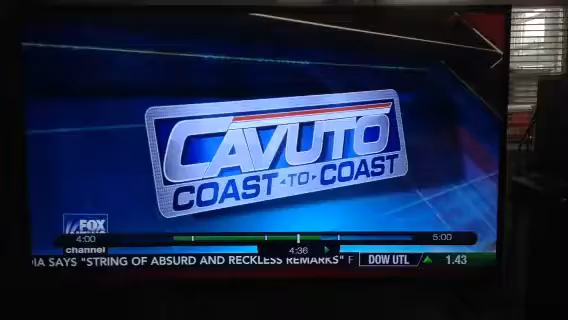 CAVUTO
COAST TO COAST
FOX
4:00
5:00
channel
4:36
IA SAYS "STRING OF ABSURD AND RECKLESS REMARKS" F
DOW UTL
1.43